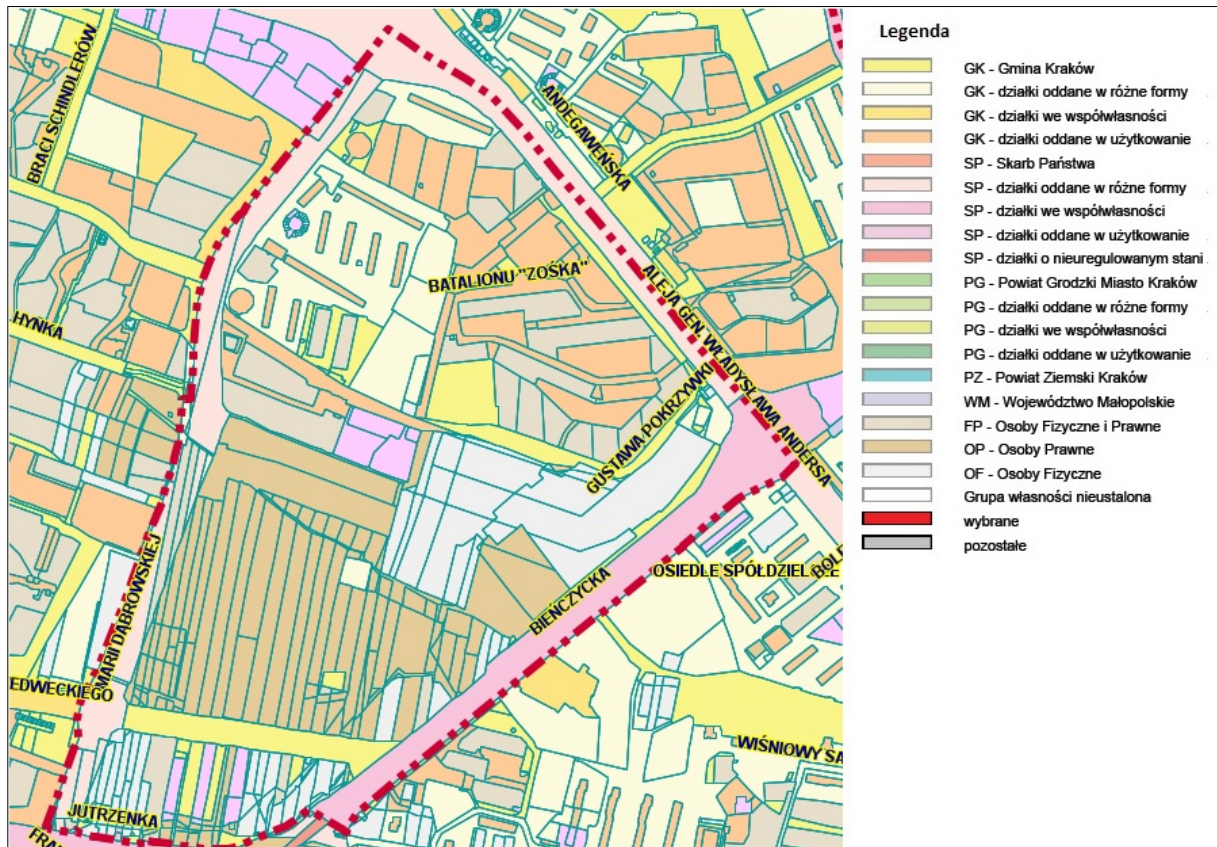 BRACI SCHINDLERÓW
ANDEGAWEŃSKA
BATALIONU "ZOŚKA"
HYNKA
ALEJA GEN. WŁADYSŁAWA ANDERSA
GUSTAWA POKRZYWKI
MARII DĄBROWSKIEJ
BIEŃCZYCKA
OSIEDLE SPÓŁDZIELCZE
BOLE
EDWECKIEGO
WIŚNIOWY SA
JUTRZENKA
FRA
Legenda
GK - Gmina Kraków
GK - działki oddane w różne formy
GK - działki we współwłasności
GK - działki oddane w użytkowanie
SP - Skarb Państwa
SP - działki oddane w różne formy
SP - działki we współwłasności
SP - działki oddane w użytkowanie
SP - działki o nieuregulowanym stani
PG - Powiat Grodzki Miasto Kraków
PG - działki oddane w różne formy
PG - działki we współwłasności
PG - działki oddane w użytkowanie
PZ - Powiat Ziemski Kraków
WM - Województwo Małopolskie
FP - Osoby Fizyczne i Prawne
OP - Osoby Prawne
OF - Osoby Fizyczne
Grupa własności nieustalona
wybrane
pozostałe